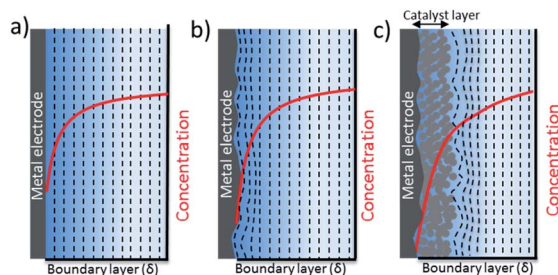 a)
Metal electrode
Concentration
Boundary layer (δ)
b)
Metal electrode
Concentration
Boundary layer (δ)
c)
Catalyst layer
Metal electrode
Concentration
Boundary layer (δ)